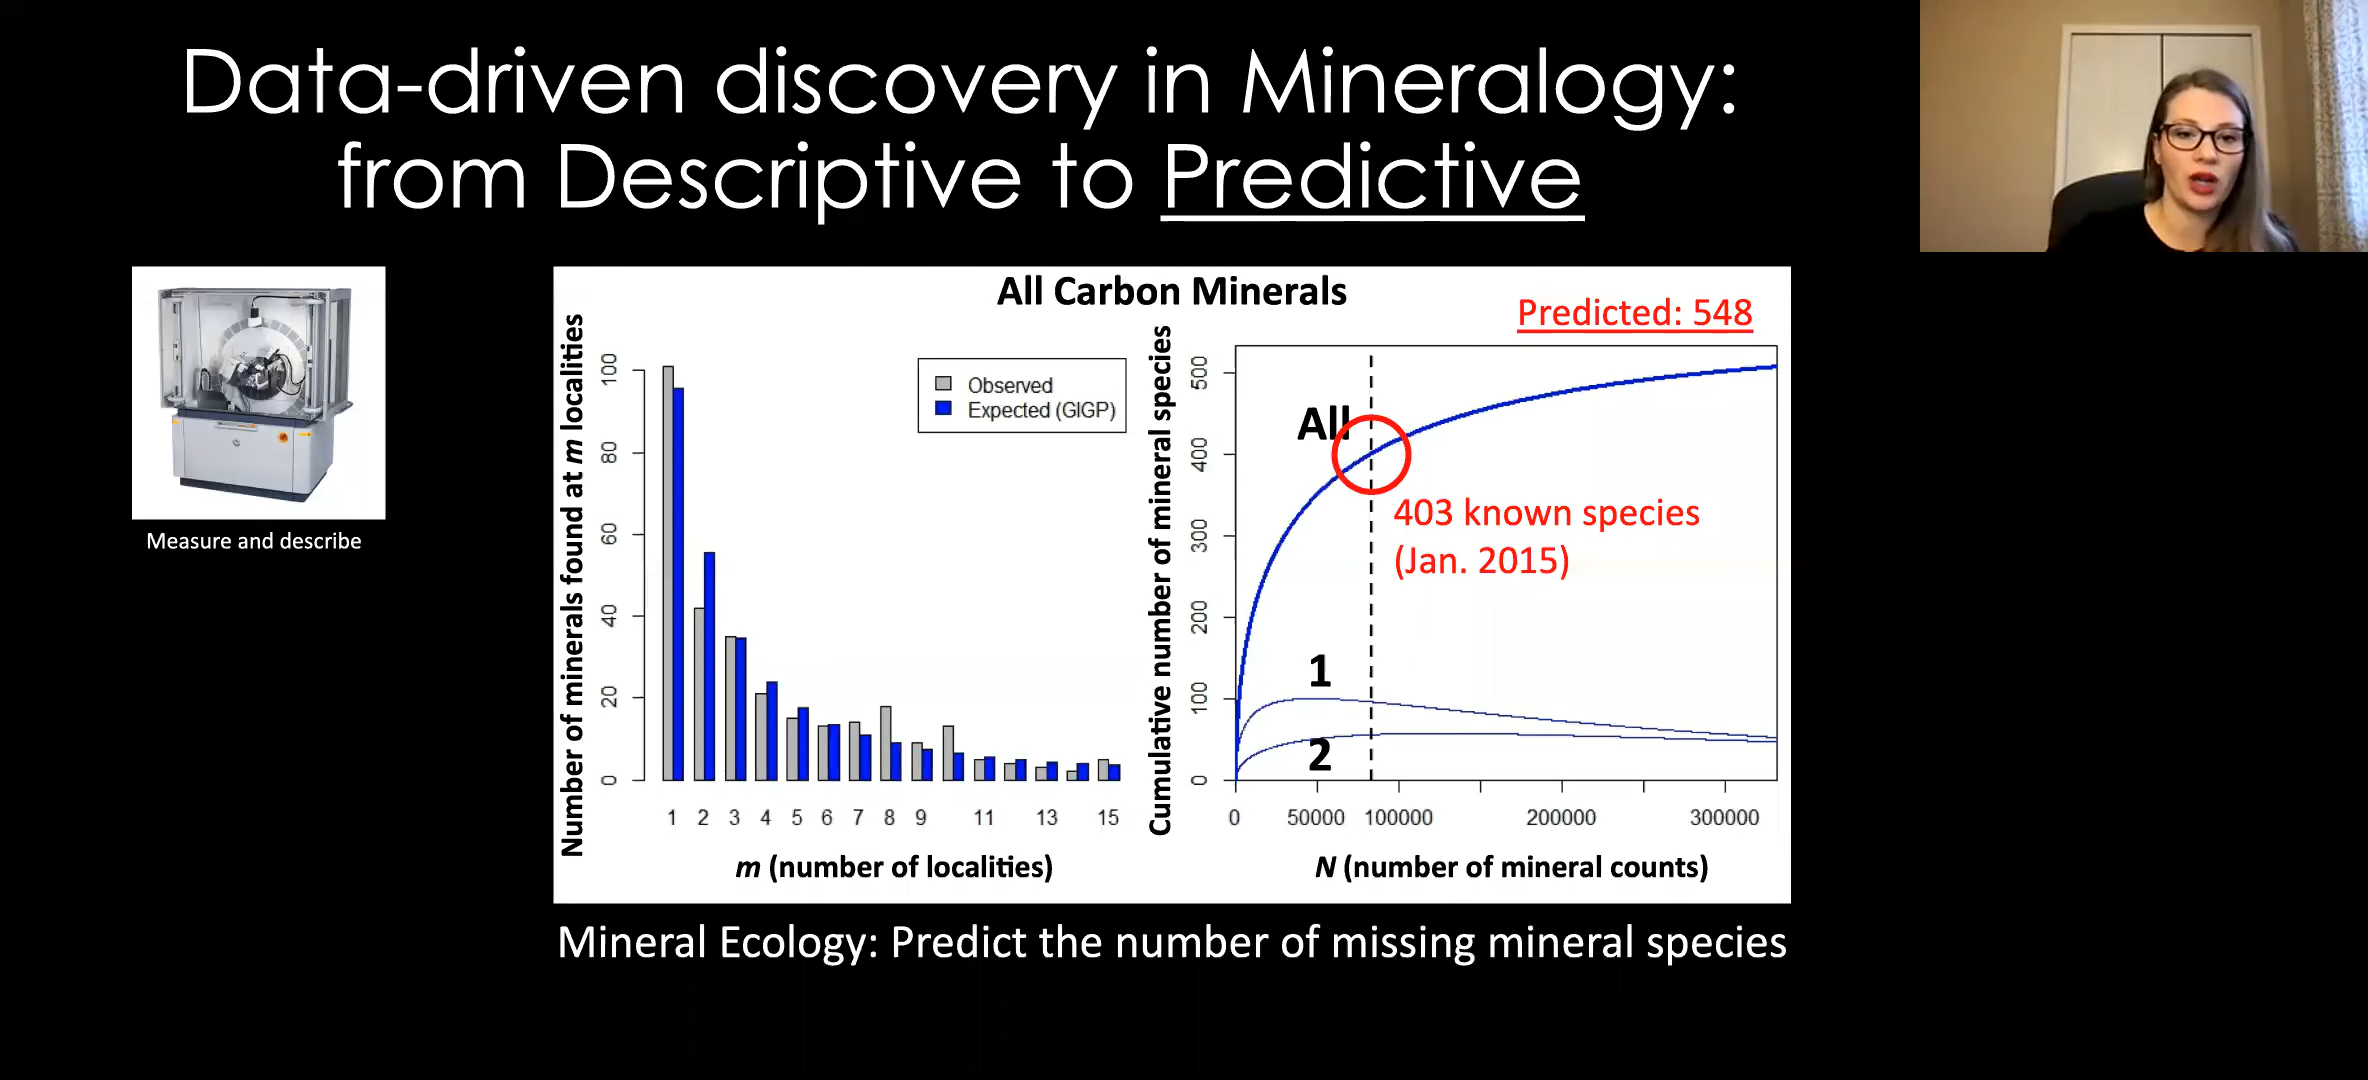 Data-driven discovery in Mineralogy:
from Descriptive to Predictive
Measure and describe
All Carbon Minerals
Number of minerals found at m localities
100
80
60
40
20
0
Observed
Expected (GIGP)
1 2 3 4 5 6 7 8 9 11 13 15
m (number of localities)
Predicted: 548
Cumulative number of mineral species
500
400
300
200
100
0
All
403 known species
(Jan. 2015)
1
2
0 50000 100000 200000 300000
N (number of mineral counts)
Mineral Ecology: Predict the number of missing mineral species